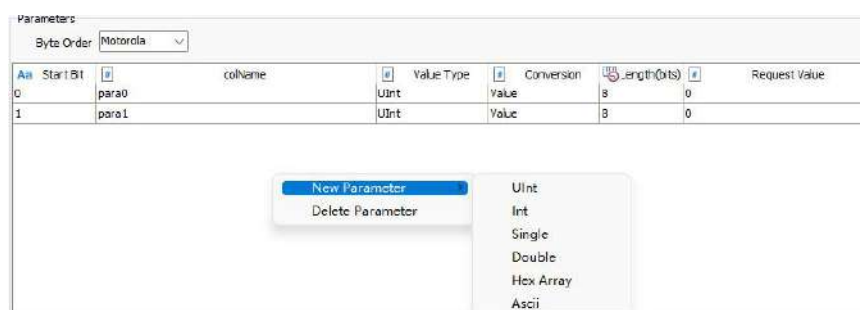 Parameters
Byte Order Motorola
Aa Start Bit # colName # Value Type # Conversion Length(bits) # Request Value
0 para0 UInt Value 8 0
1 para1 UInt Value 8 0
New Parameter UInt
Delete Parameter Int
Single
Double
Hex Array
Ascii